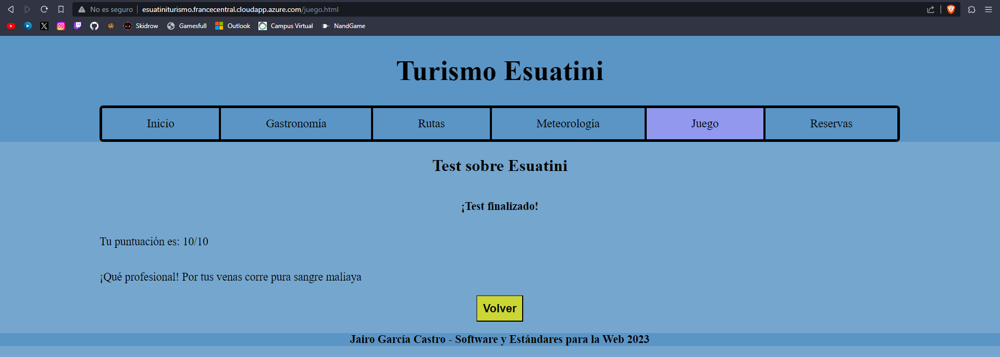 No es seguro esuatiniturismo.francecentral.cloudapp.azure.com/juego.html
Skidrow Gamesfull Outlook Campus Virtual NandGame
Turismo Esuatini
Inicio Gastronomía Rutas Meteorología Juego Reservas
Test sobre Esuatini
¡Test finalizado!
Tu puntuación es: 10/10
¡Qué profesional! Por tus venas corre pura sangre maliaya
Volver
Jairo García Castro - Software y Estándares para la Web 2023